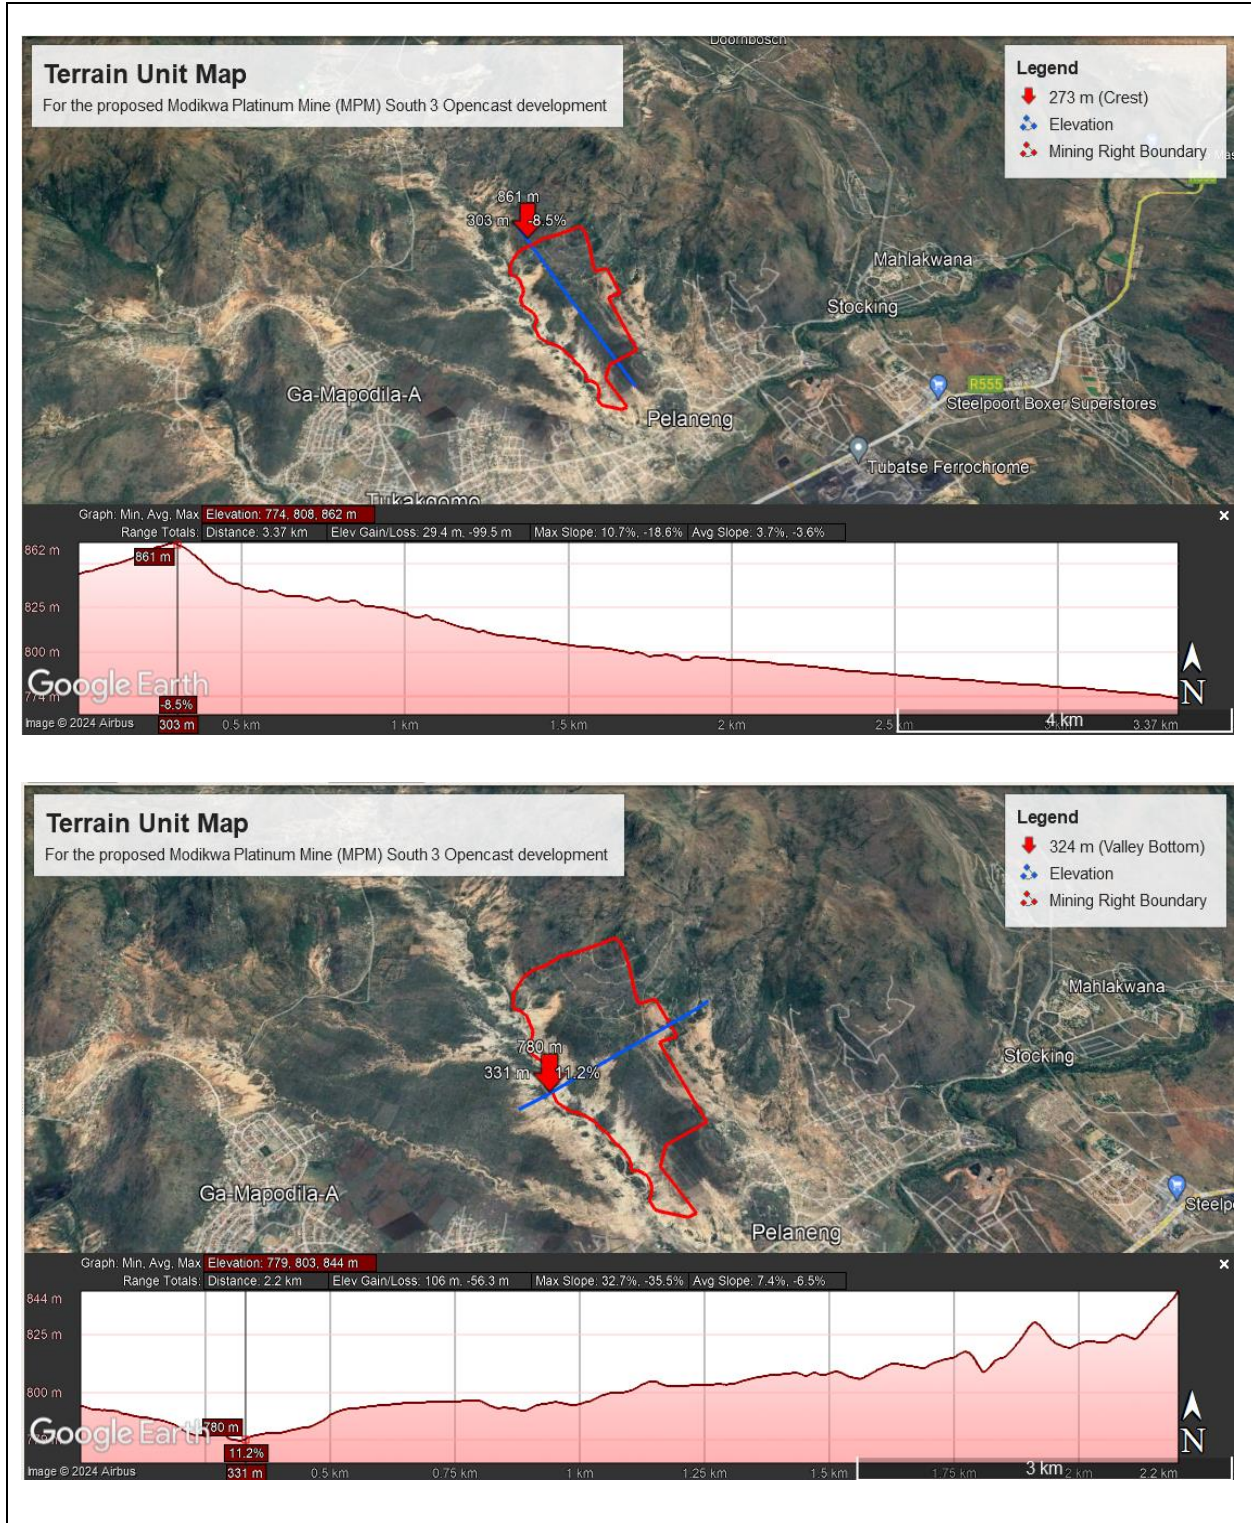 Doornbosch
Terrain Unit Map
For the proposed Modikwa Platinum Mine (MPM) South 3 Opencast development
Legend
273 m (Crest)
Elevation
Mining Right Boundary
861 m
303 m -8.5%
Mahlakwana
Stocking
Ga-Mapodila-A
R555
Steelpoort Boxer Superstores
Pelaneng
Tubatse Ferrochrome
Tukakgomo
Graph: Min, Avg, Max Elevation: 774, 808, 862 m
Range Totals: Distance: 3.37 km Elev Gain/Loss: 29.4 m, -99.5 m Max Slope: 10.7%, -18.6% Avg Slope: 3.7%, -3.6%
862 m
861 m
825 m
800 m
774 m
Google Earth
N
-8.5%
Image © 2024 Airbus
303 m 0.5 km 1 km 1.5 km 2 km 2.5 4 km 3.37 km
Terrain Unit Map
For the proposed Modikwa Platinum Mine (MPM) South 3 Opencast development
Legend
324 m (Valley Bottom)
Elevation
Mining Right Boundary
780 m
331 m 11.2%
Mahlakwana
Stocking
Ga-Mapodila-A
Steelpo
Pelaneng
Graph: Min, Avg, Max Elevation: 779, 803, 844 m
Range Totals: Distance: 2.2 km Elev Gain/Loss: 106 m, -56.3 m Max Slope: 32.7%, -35.5% Avg Slope: 7.4%, -6.5%
844 m
825 m
800 m
780 m
Google Earth
N
11.2%
Image © 2024 Airbus
331 m 0.5 km 0.75 km 1 km 1.25 km 1.5 km 1.75 km 3 km 2 km 2.2 km